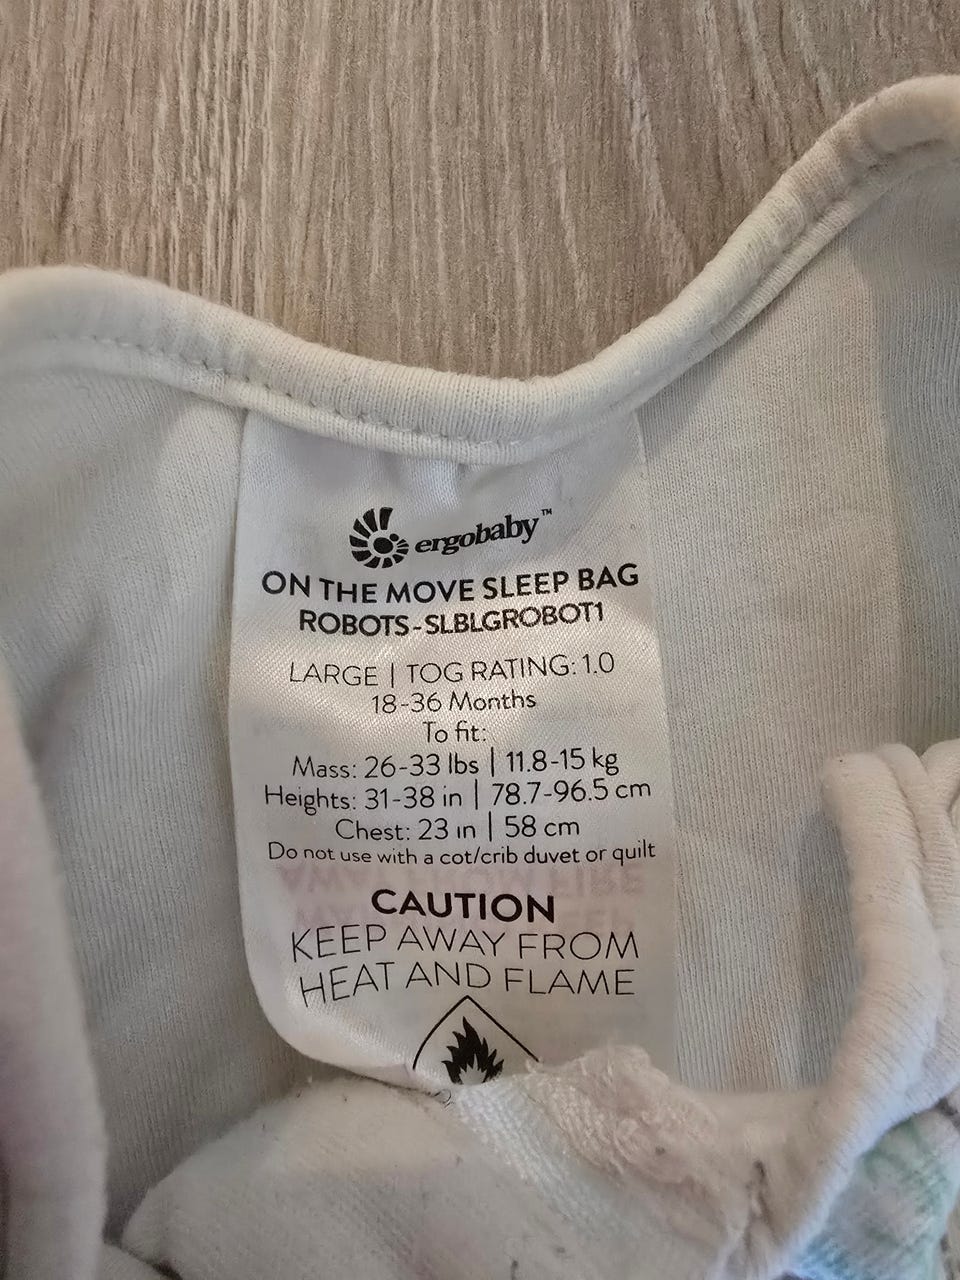 ergobaby™
ON THE MOVE SLEEP BAG
ROBOTS-SLBLGROBOT1
LARGE | TOG RATING: 1.0
18-36 Months
To fit:
Mass: 26-33 lbs | 11.8-15 kg
Heights: 31-38 in | 78.7-96.5 cm
Chest: 23 in | 58 cm
Do not use with a cot/crib duvet or quilt
CAUTION
KEEP AWAY FROM
HEAT AND FLAME